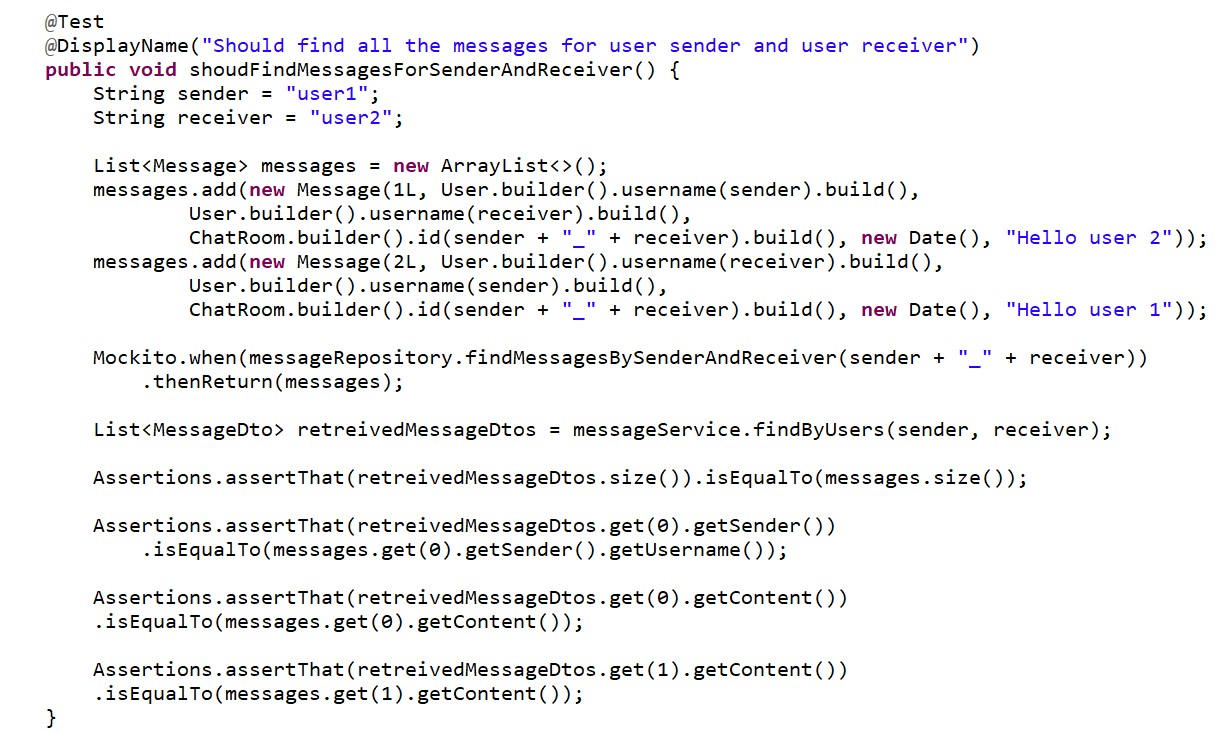 @Test
@DisplayName("Should find all the messages for user sender and user receiver")
public void shoudFindMessagesForSenderAndReceiver() {
    String sender = "user1";
    String receiver = "user2";

    List<Message> messages = new ArrayList<>();
    messages.add(new Message(1L, User.builder().username(sender).build(),
            User.builder().username(receiver).build(),
            ChatRoom.builder().id(sender + "_" + receiver).build(), new Date(), "Hello user 2"));
    messages.add(new Message(2L, User.builder().username(receiver).build(),
            User.builder().username(sender).build(),
            ChatRoom.builder().id(sender + "_" + receiver).build(), new Date(), "Hello user 1"));

    Mockito.when(messageRepository.findMessagesBySenderAndReceiver(sender + "_" + receiver))
        .thenReturn(messages);

    List<MessageDto> retreivedMessageDtos = messageService.findByUsers(sender, receiver);

    Assertions.assertThat(retreivedMessageDtos.size()).isEqualTo(messages.size());

    Assertions.assertThat(retreivedMessageDtos.get(0).getSender())
        .isEqualTo(messages.get(0).getSender().getUsername());

    Assertions.assertThat(retreivedMessageDtos.get(0).getContent())
    .isEqualTo(messages.get(0).getContent());

    Assertions.assertThat(retreivedMessageDtos.get(1).getContent())
    .isEqualTo(messages.get(1).getContent());
}